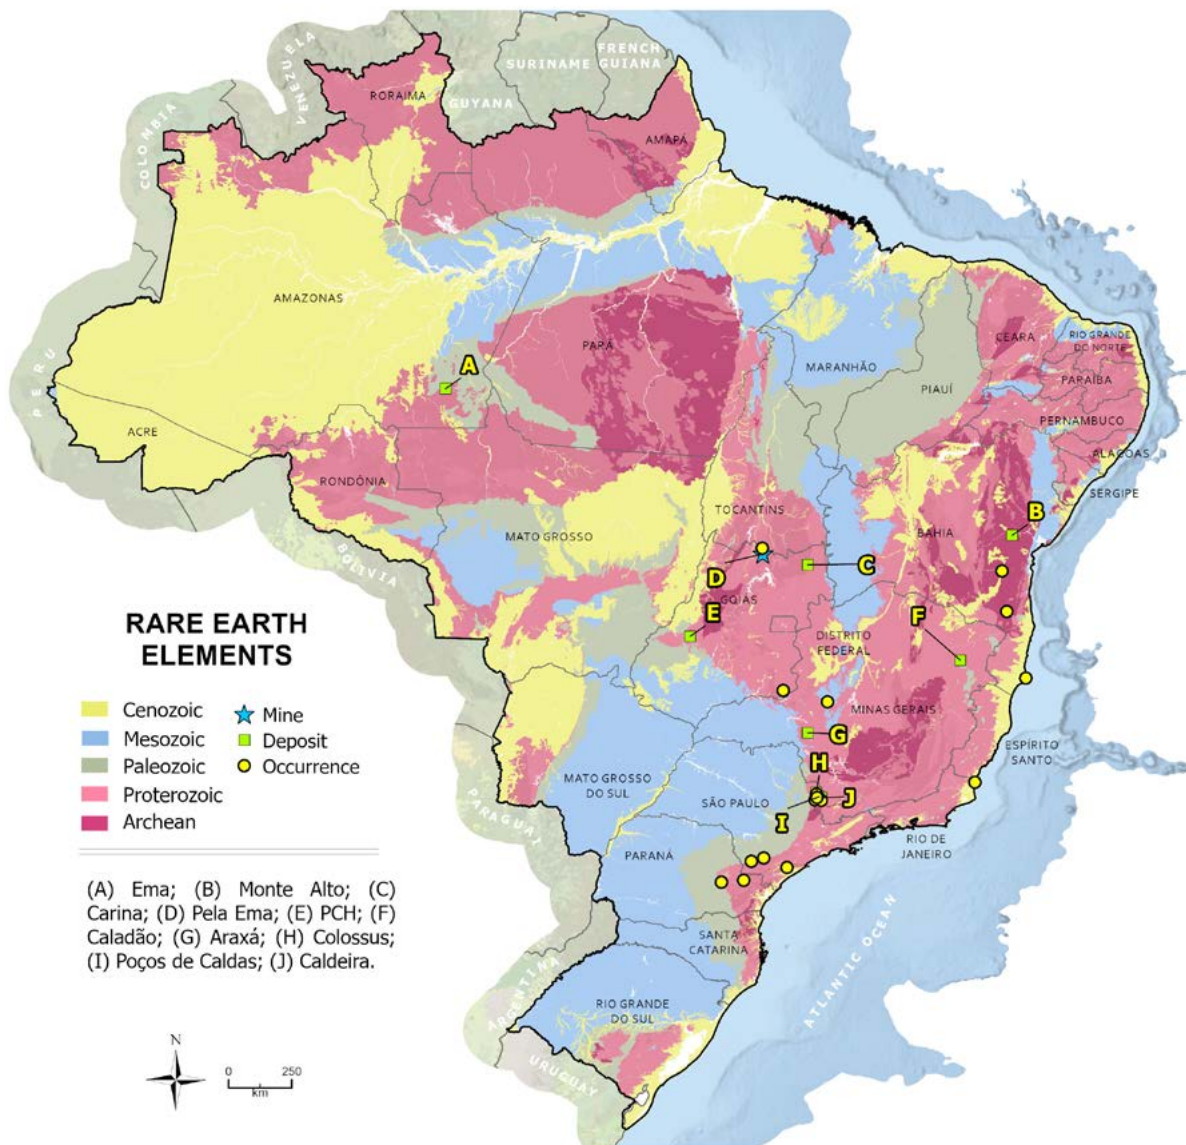 VENEZUELA
SURINAME
FRENCH
GUIANA
GUYANA
COLOMBIA
RORAIMA
AMAPÁ
AMAZONAS
PARÁ
MARANHÃO
CEARA
RIO GRANDE
DO NORTE
PARAÍBA
PIAUÍ
PERNAMBUCO
ALAGOAS
SERGIPE
PERU
ACRE
A
RONDÔNIA
MATO GROSSO
TOCANTINS
BAHIA
B
BOLIVIA
D
C
GOIAS
E
F
DISTRITO
FEDERAL
MINAS GERAIS
G
ESPÍRITO
SANTO
H
MATO GROSSO
DO SUL
SÃO PAULO
J
I
RIO DE
JANEIRO
PARAGUAI
PARANÁ
SANTA
CATARINA
ATLANTIC OCEAN
ARGENTINA
RIO GRANDE
DO SUL
URUGUAY
RARE EARTH
ELEMENTS
Cenozoic
Mesozoic
Paleozoic
Proterozoic
Archean
Mine
Deposit
Occurrence
(A) Ema; (B) Monte Alto; (C)
Carina; (D) Pela Ema; (E) PCH; (F)
Caladão; (G) Araxá; (H) Colossus;
(I) Poços de Caldas; (J) Caldeira.
N
0 250
km